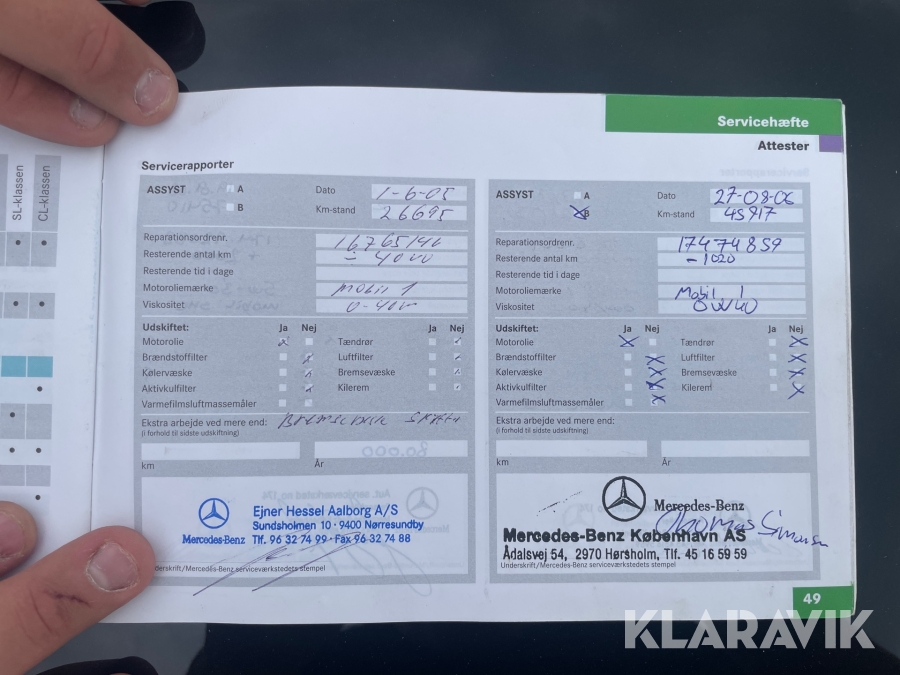 Servicehæfte
Attester
SL-klassen
CL-klassen
Servicerapporter
ASSYST A
B
Dato 1-6-05
Km-stand 26695
Reparationsordrenr.
Resterende antal km - 4000
Resterende tid i dage
Motoroliemærke Mobil 1
Viskositet 0-40W
Udskiftet: Ja Nej Ja Nej
Motorolie Tændrør
Brændstoffilter Luftfilter
Kølervæske Bremsevæske
Aktivkulfilter Kilerem
Varmefilmsluftmassemåler
Ekstra arbejde ved mere end:
(i forhold til sidste udskiftning)
km År
Ejner Hessel Aalborg A/S
Sundsholmen 10 · 9400 Nørresundby
Mercedes-Benz Tlf. 96 32 74 99 · Fax 96 32 74 88
Underskrift/Mercedes-Benz serviceværkstedets stempel
ASSYST A
B
Dato 27-08-06
Km-stand 45917
Reparationsordrenr. 17474859
Resterende antal km - 1020
Resterende tid i dage
Motoroliemærke Mobil 1
Viskositet 0W40
Udskiftet: Ja Nej Ja Nej
Motorolie Tændrør
Brændstoffilter Luftfilter
Kølervæske Bremsevæske
Aktivkulfilter Kilerem
Varmefilmsluftmassemåler
Ekstra arbejde ved mere end:
(i forhold til sidste udskiftning)
km År
Mercedes-Benz
Mercedes-Benz København AS
Ådalsvej 54, 2970 Hørsholm, Tlf. 45 16 59 59
Underskrift/Mercedes-Benz serviceværkstedets stempel
49
KLARAVIK